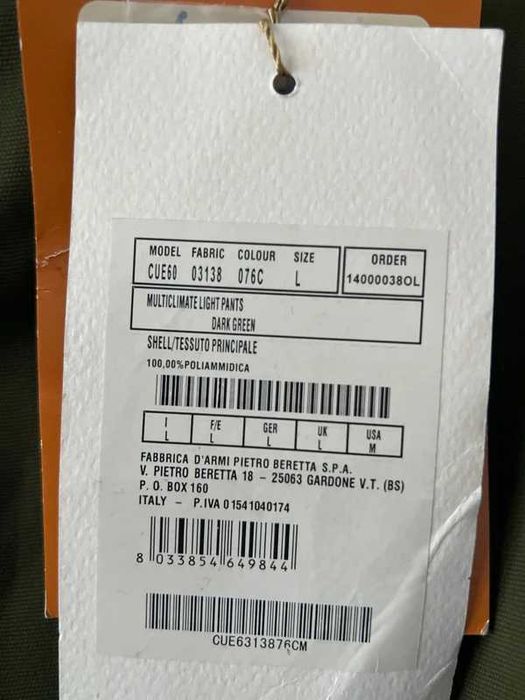 MODEL FABRIC COLOUR SIZE
CUE60 03138 076C L
ORDER
14000038OL
MULTICLIMATE LIGHT PANTS
DARK GREEN
SHELL/TESSUTO PRINCIPALE
100,00%POLIAMMIDICA
I F/E GER UK USA
L L L L M
FABBRICA D'ARMI PIETRO BERETTA S.P.A.
V. PIETRO BERETTA 18 - 25063 GARDONE V.T. (BS)
P. O. BOX 160
ITALY - P.IVA 01541040174
8 033854 649844
CUE6313876CM